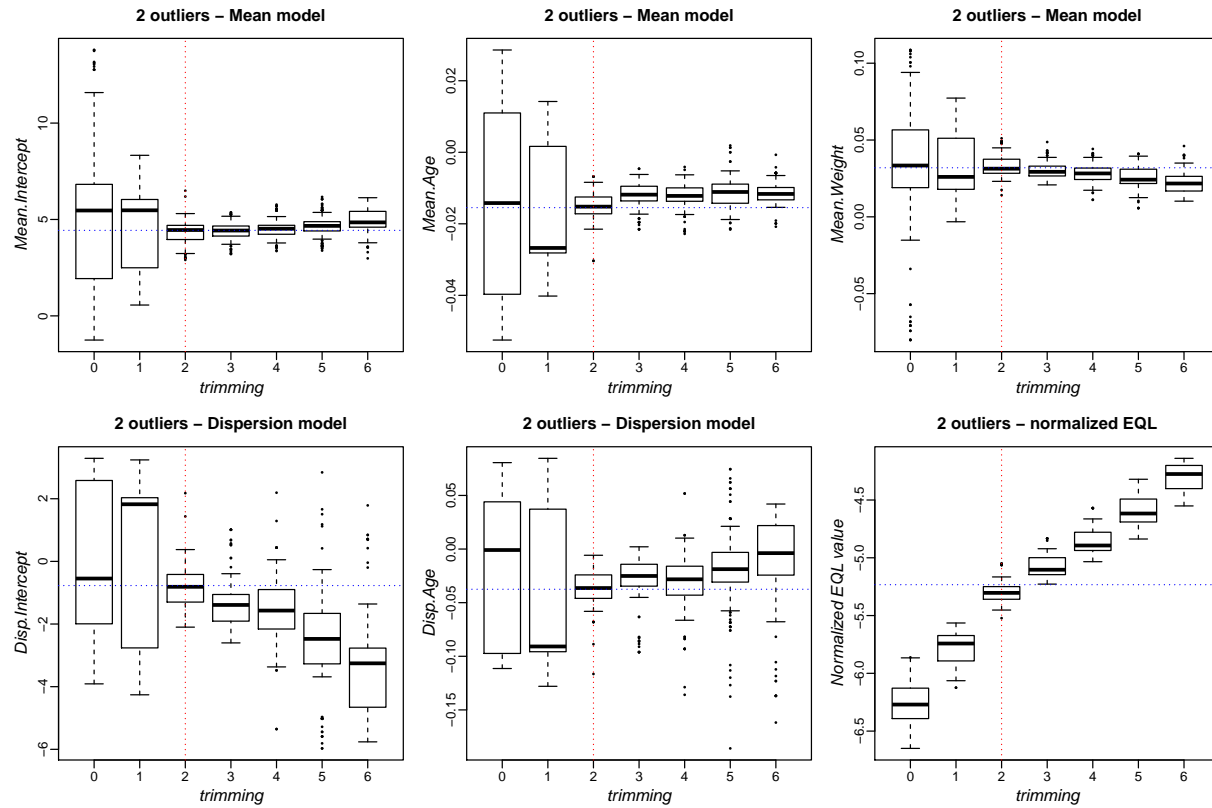 2 outliers – Mean model
Mean.Intercept
10
5
0
0 1 2 3 4 5 6
trimming
2 outliers – Mean model
Mean.Age
0.02
0.00
−0.02
−0.04
0 1 2 3 4 5 6
trimming
2 outliers – Mean model
Mean.Weight
0.10
0.05
0.00
−0.05
0 1 2 3 4 5 6
trimming
2 outliers – Dispersion model
Disp.Intercept
2
0
−2
−4
−6
0 1 2 3 4 5 6
trimming
2 outliers – Dispersion model
Disp.Age
0.05
0.00
−0.05
−0.10
−0.15
0 1 2 3 4 5 6
trimming
2 outliers – normalized EQL
Normalized EQL value
−4.5
−5.0
−5.5
−6.0
−6.5
0 1 2 3 4 5 6
trimming